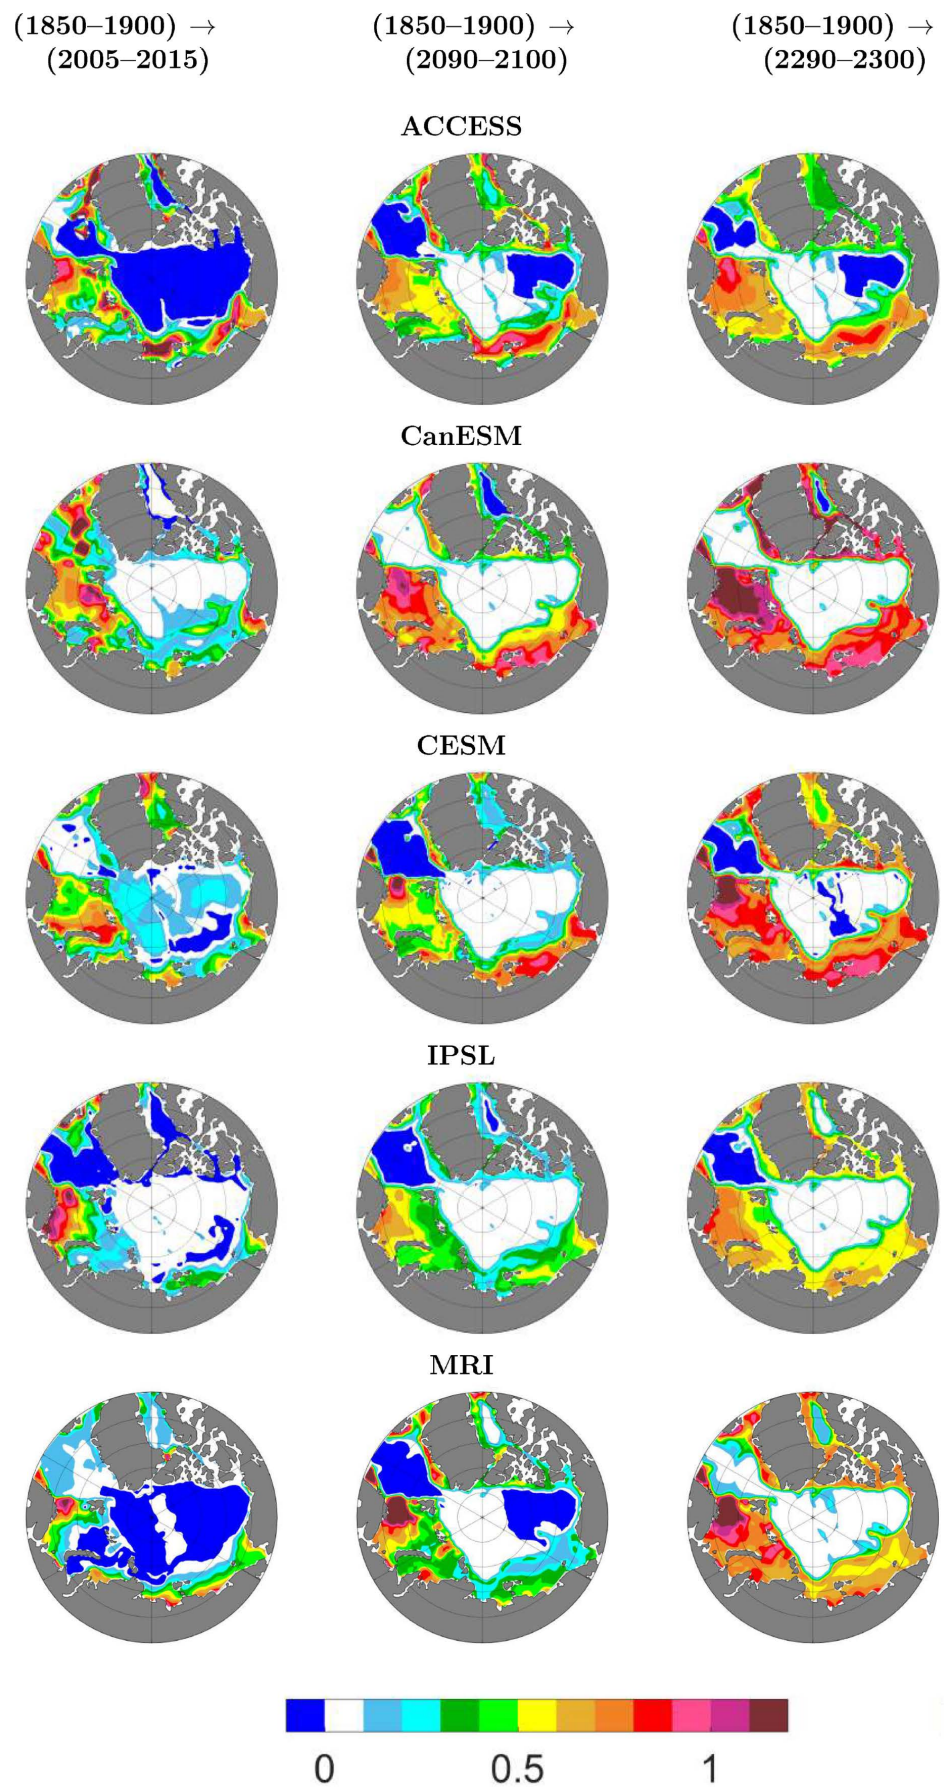 (1850–1900) → (1850–1900) → (1850–1900) →
(2005–2015) (2090–2100) (2290–2300)
ACCESS
CanESM
CESM
IPSL
MRI
0 0.5 1